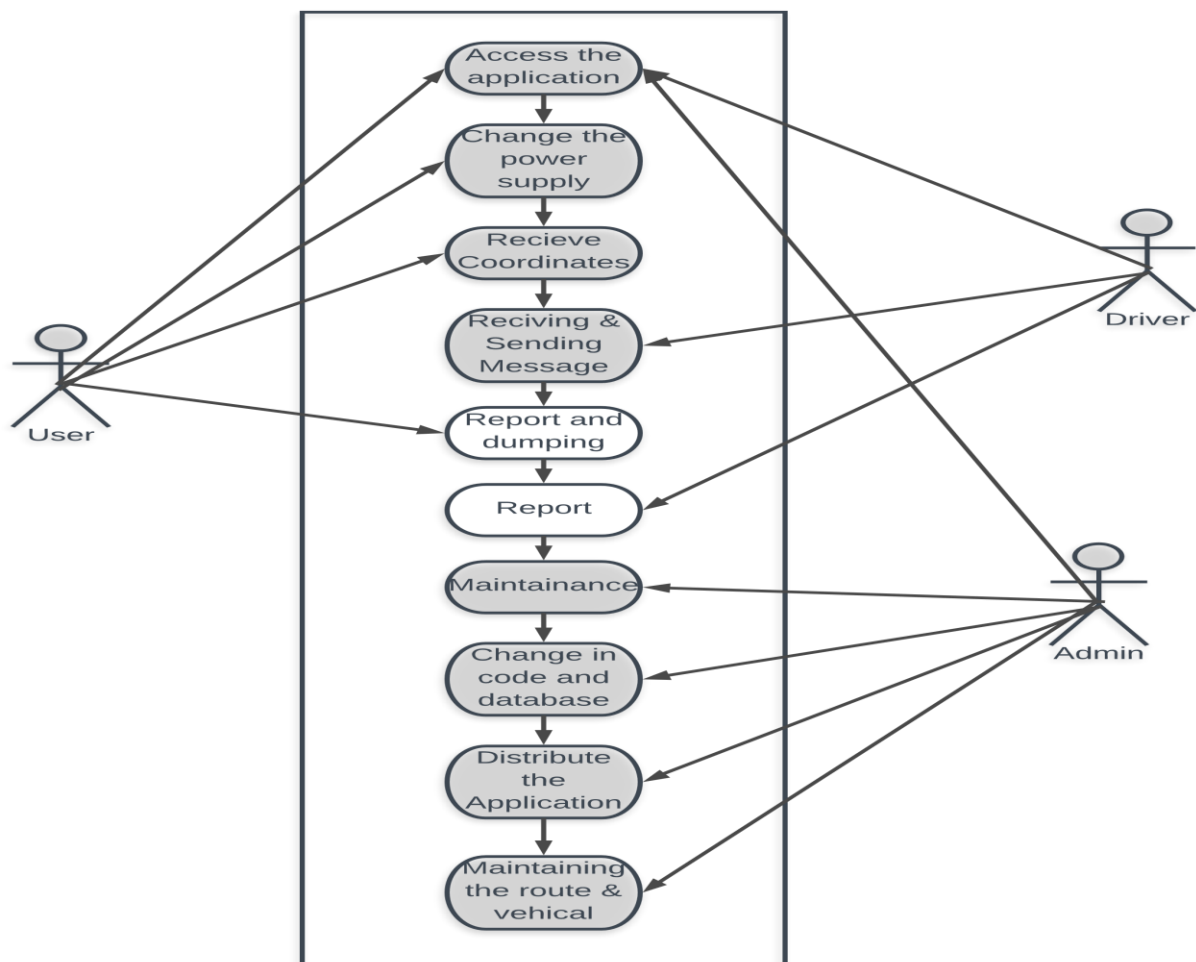 Access the
application
Change the
power
supply
Recieve
Coordinates
Reciving &
Sending
Message
Report and
dumping
Report
Maintainance
Change in
code and
database
Distribute
the
Application
Maintaining
the route &
vehical
User
Driver
Admin